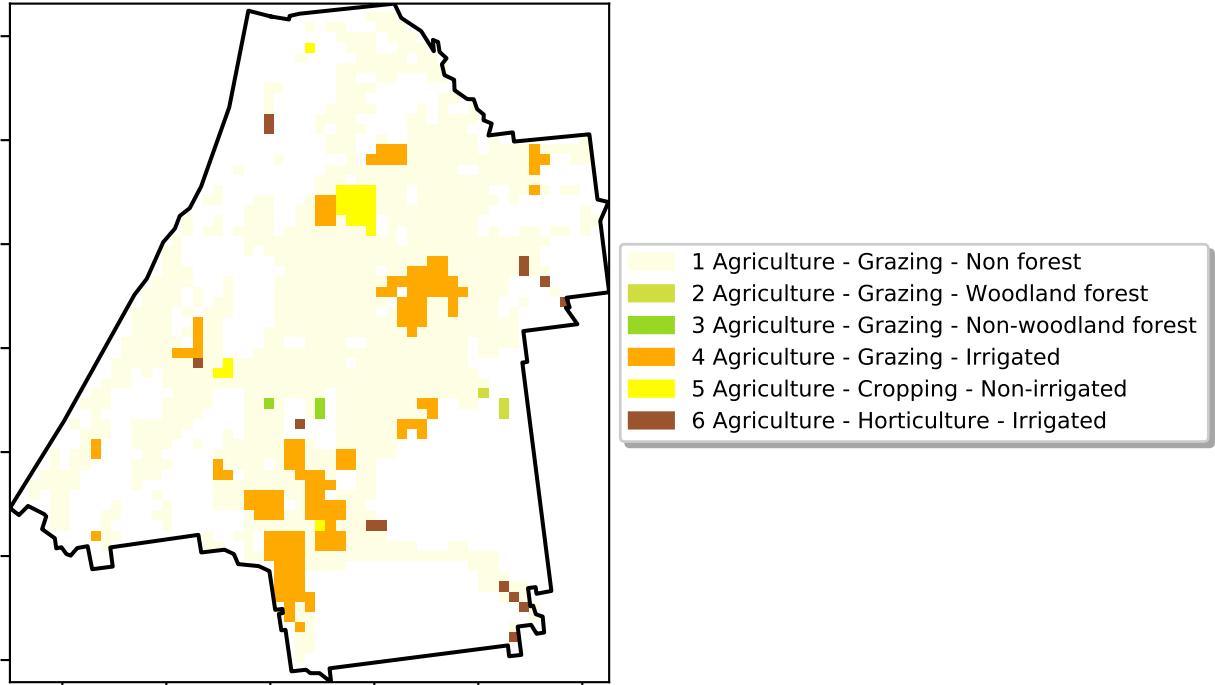 1 Agriculture - Grazing - Non forest
2 Agriculture - Grazing - Woodland forest
3 Agriculture - Grazing - Non-woodland forest
4 Agriculture - Grazing - Irrigated
5 Agriculture - Cropping - Non-irrigated
6 Agriculture - Horticulture - Irrigated